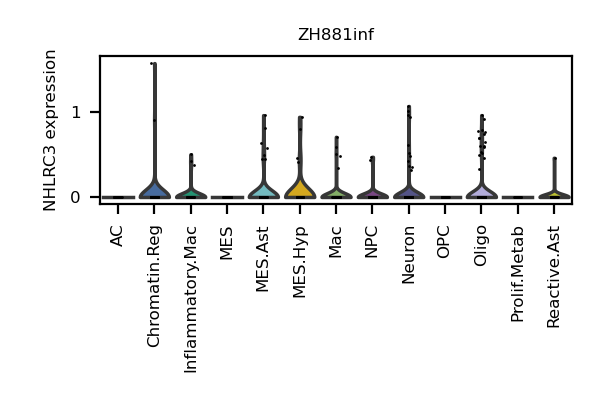 ZH881inf
NHLRC3 expression
1
0
AC
Chromatin.Reg
Inflammatory.Mac
MES
MES.Ast
MES.Hyp
Mac
NPC
Neuron
OPC
Oligo
Prolif.Metab
Reactive.Ast